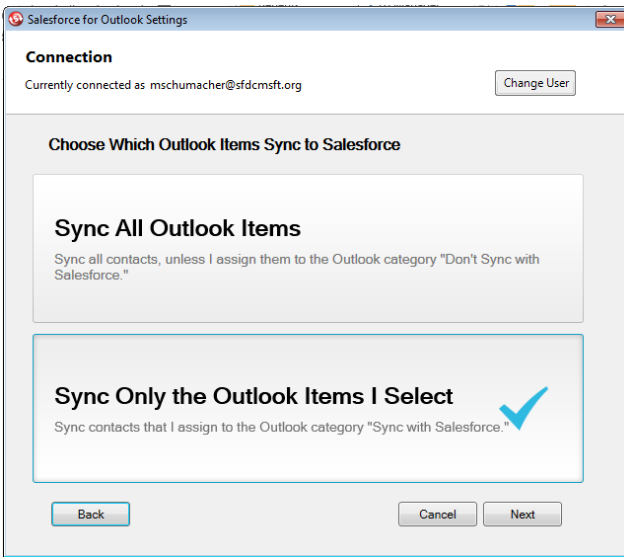 Salesforce for Outlook Settings
Connection
Currently connected as mschumacher@sfdcmsft.org
Change User
Choose Which Outlook Items Sync to Salesforce
Sync All Outlook Items
Sync all contacts, unless I assign them to the Outlook category "Don't Sync with
Salesforce."
Sync Only the Outlook Items I Select
Sync contacts that I assign to the Outlook category "Sync with Salesforce."
Back
Cancel
Next